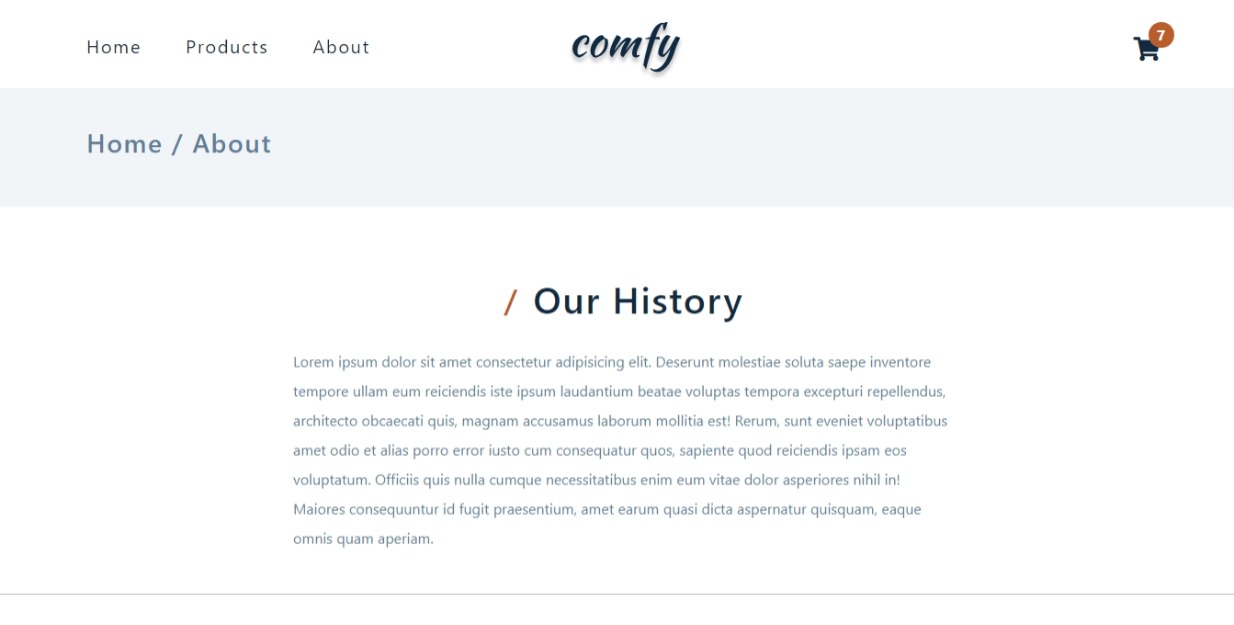 Home Products About comfy 7
Home / About
/ Our History
Lorem ipsum dolor sit amet consectetur adipisicing elit. Deserunt molestiae soluta saepe inventore
tempore ullam eum reiciendis iste ipsum laudantium beatae voluptas tempora excepturi repellendus,
architecto obcaecati quis, magnam accusamus laborum mollitia est! Rerum, sunt eveniet voluptatibus
amet odio et alias porro error iusto cum consequatur quos, sapiente quod reiciendis ipsam eos
voluptatum. Officiis quis nulla cumque necessitatibus enim eum vitae dolor asperiores nihil in!
Maiores consequuntur id fugit praesentium, amet earum quasi dicta aspernatur quisquam, eaque
omnis quam aperiam.